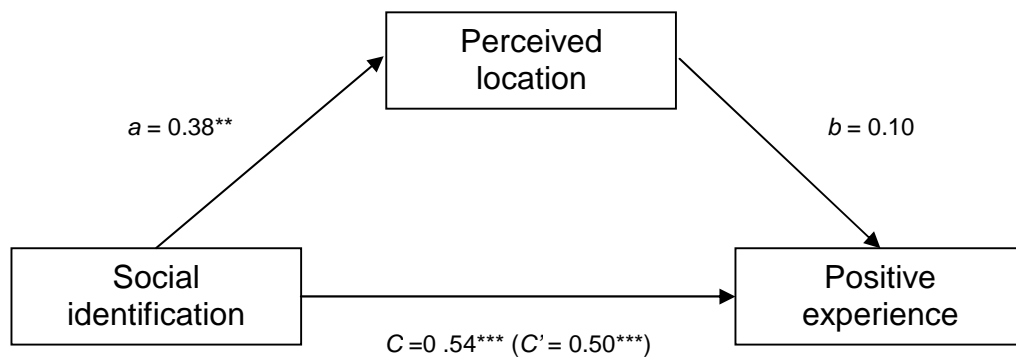 Perceived
location
a = 0.38**
b = 0.10
Social
identification
Positive
experience
C =0 .54*** (C’ = 0.50***)